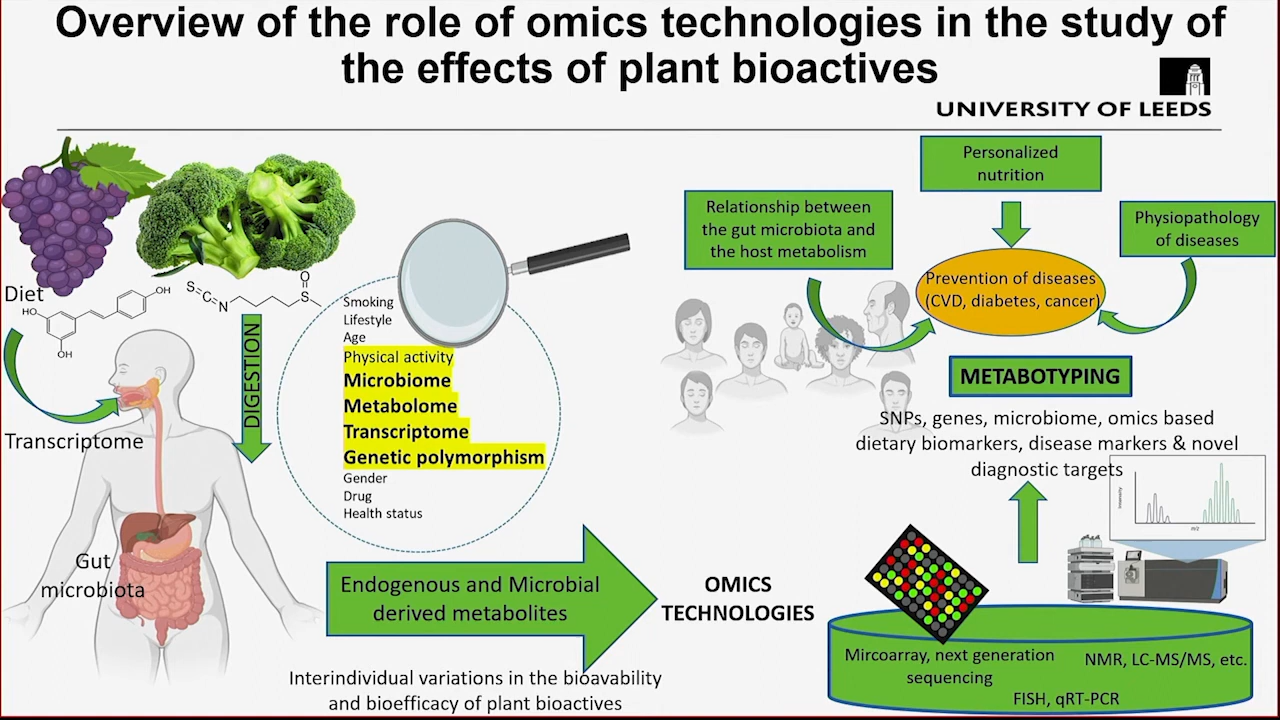 Overview of the role of omics technologies in the study of
the effects of plant bioactives
UNIVERSITY OF LEEDS
Diet
HO
OH
OH
S
C
N
O
S
DIGESTION
Transcriptome
Gut
microbiota
Smoking
Lifestyle
Age
Physical activity
Microbiome
Metabolome
Transcriptome
Genetic polymorphism
Gender
Drug
Health status
Endogenous and Microbial
derived metabolites
Interindividual variations in the bioavability
and bioefficacy of plant bioactives
OMICS
TECHNOLOGIES
Relationship between
the gut microbiota and
the host metabolism
Personalized
nutrition
Physiopathology
of diseases
Prevention of diseases
(CVD, diabetes, cancer)
METABOTYPING
SNPs, genes, microbiome, omics based
dietary biomarkers, disease markers & novel
diagnostic targets
Intensity
m/z
Mircoarray, next generation
sequencing
NMR, LC-MS/MS, etc.
FISH, qRT-PCR